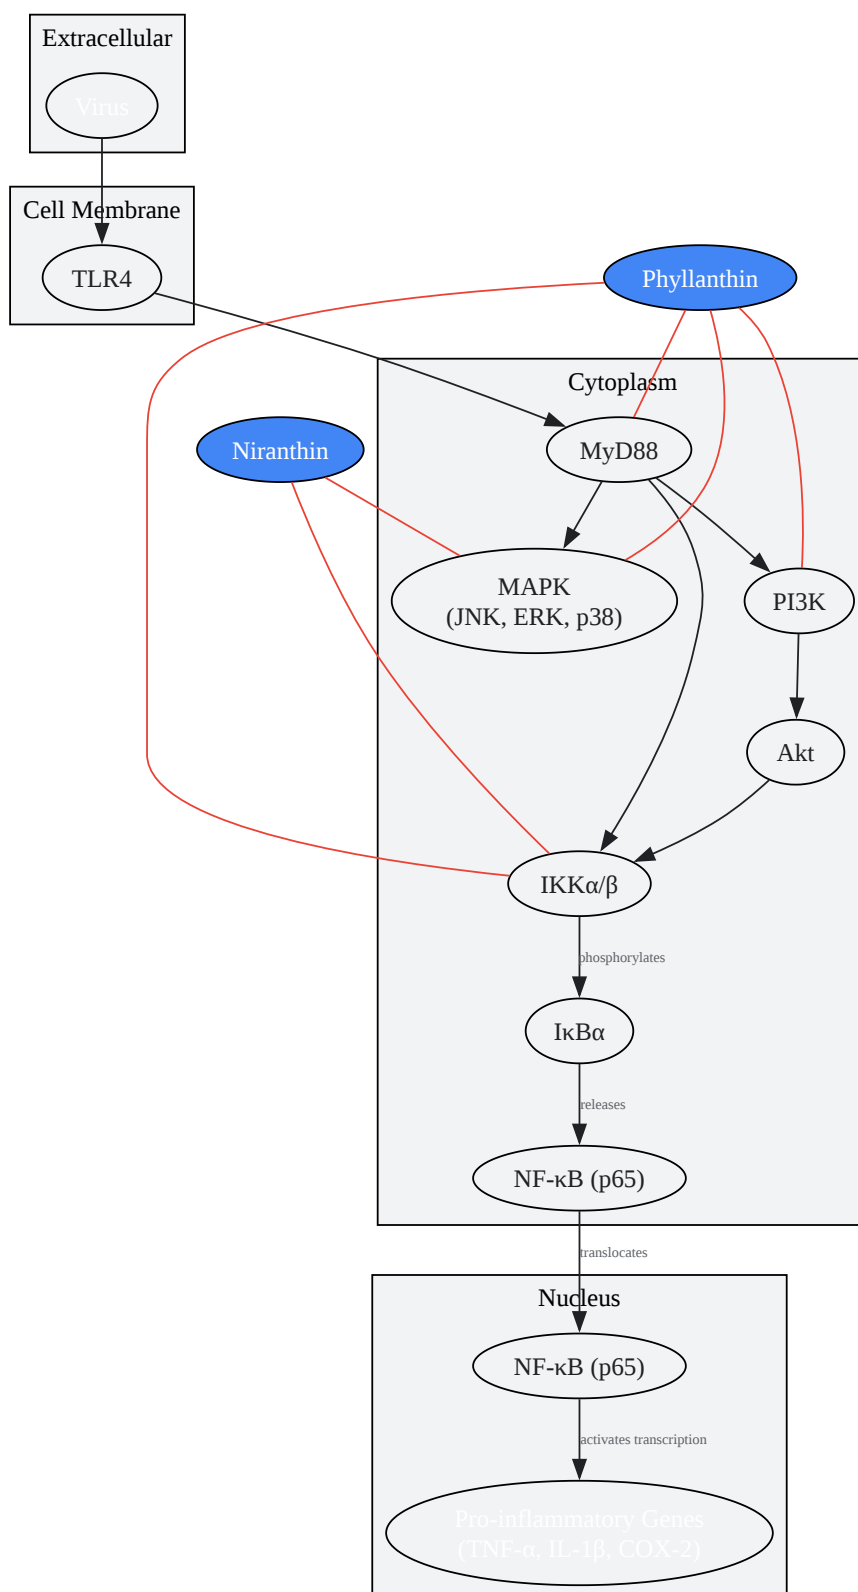 Extracellular
Virus
Cell Membrane
TLR4
Phyllanthin
Cytoplasm
Niranthin
MyD88
MAPK
(JNK, ERK, p38)
PI3K
Akt
IKKα/β
phosphorylates
IκBα
releases
NF-κB (p65)
translocates
Nucleus
NF-κB (p65)
activates transcription
Pro-inflammatory Genes
(TNF-α, IL-1β, COX-2)